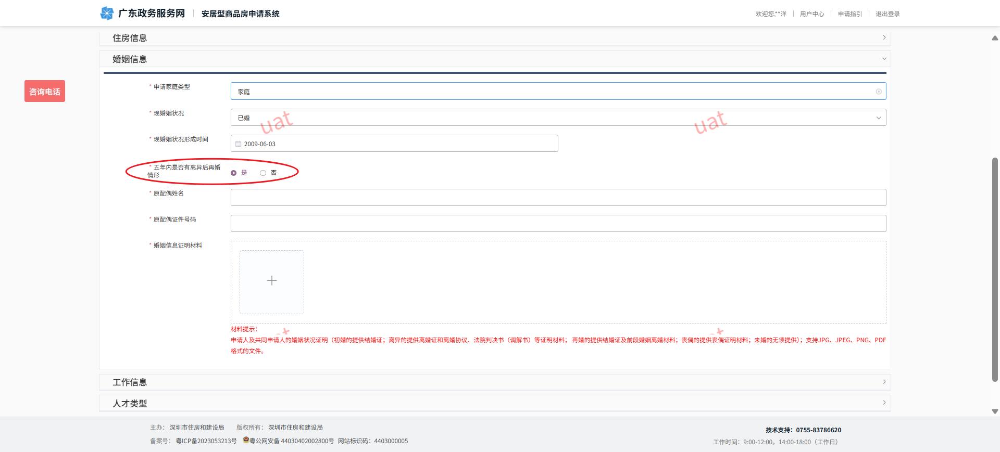 广东政务服务网 安居型商品房申请系统 欢迎您,**洋 用户中心 申请指引 退出登录
住房信息
婚姻信息
咨询电话
* 申请家庭类型 家庭
* 现婚姻状况 已婚
uat uat
* 现婚姻状况形成时间 2009-06-03
* 五年内是否有离异后再婚
情形 是 否
* 原配偶姓名
* 原配偶证件号码
* 婚姻信息证明材料
材料提示：
申请人及共同申请人的婚姻状况证明（初婚的提供结婚证；离异的提供离婚证和离婚协议、法院判决书（调解书）等证明材料； 再婚的提供结婚证及前段婚姻离婚材料；丧偶的提供丧偶证明材料；未婚的无须提供）；支持JPG、JPEG、PNG、PDF
格式的文件。
uat uat
工作信息
人才类型
主办： 深圳市住房和建设局 版权所有： 深圳市住房和建设局
备案号： 粤ICP备2023053213号 粤公网安备 44030402002800号 网站标识码：4403000005
技术支持：0755-83786620
工作时间：9:00-12:00，14:00-18:00（工作日）